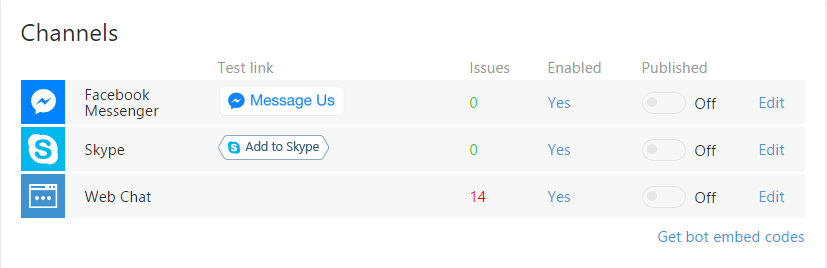 Channels
Test link Issues Enabled Published
Facebook
Messenger
Message Us 0 Yes Off Edit
Skype Add to Skype 0 Yes Off Edit
Web Chat 14 Yes Off Edit
Get bot embed codes